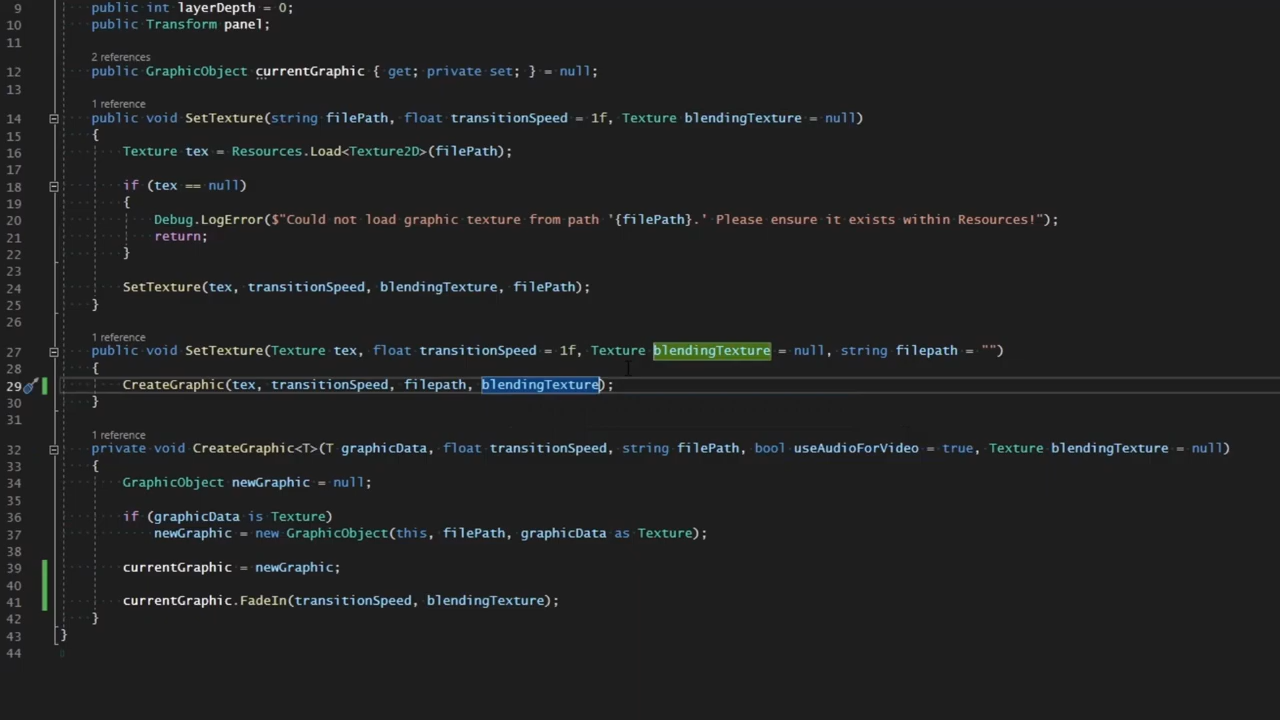 9 public int layerDepth = 0;
10 public Transform panel;
11
2 references
12 public GraphicObject currentGraphic { get; private set; } = null;
13
1 reference
14 public void SetTexture(string filePath, float transitionSpeed = 1f, Texture blendingTexture = null)
15 {
16 Texture tex = Resources.Load<Texture2D>(filePath);
17
18 if (tex == null)
19 {
20 Debug.LogError($"Could not load graphic texture from path '{filePath}.' Please ensure it exists within Resources!");
21 return;
22 }
23
24 SetTexture(tex, transitionSpeed, blendingTexture, filePath);
25 }
26
1 reference
27 public void SetTexture(Texture tex, float transitionSpeed = 1f, Texture blendingTexture = null, string filepath = "")
28 {
29 CreateGraphic(tex, transitionSpeed, filepath, blendingTexture);
30 }
31
1 reference
32 private void CreateGraphic<T>(T graphicData, float transitionSpeed, string filePath, bool useAudioForVideo = true, Texture blendingTexture = null)
33 {
34 GraphicObject newGraphic = null;
35
36 if (graphicData is Texture)
37 newGraphic = new GraphicObject(this, filePath, graphicData as Texture);
38
39 currentGraphic = newGraphic;
40
41 currentGraphic.FadeIn(transitionSpeed, blendingTexture);
42 }
43 }
44